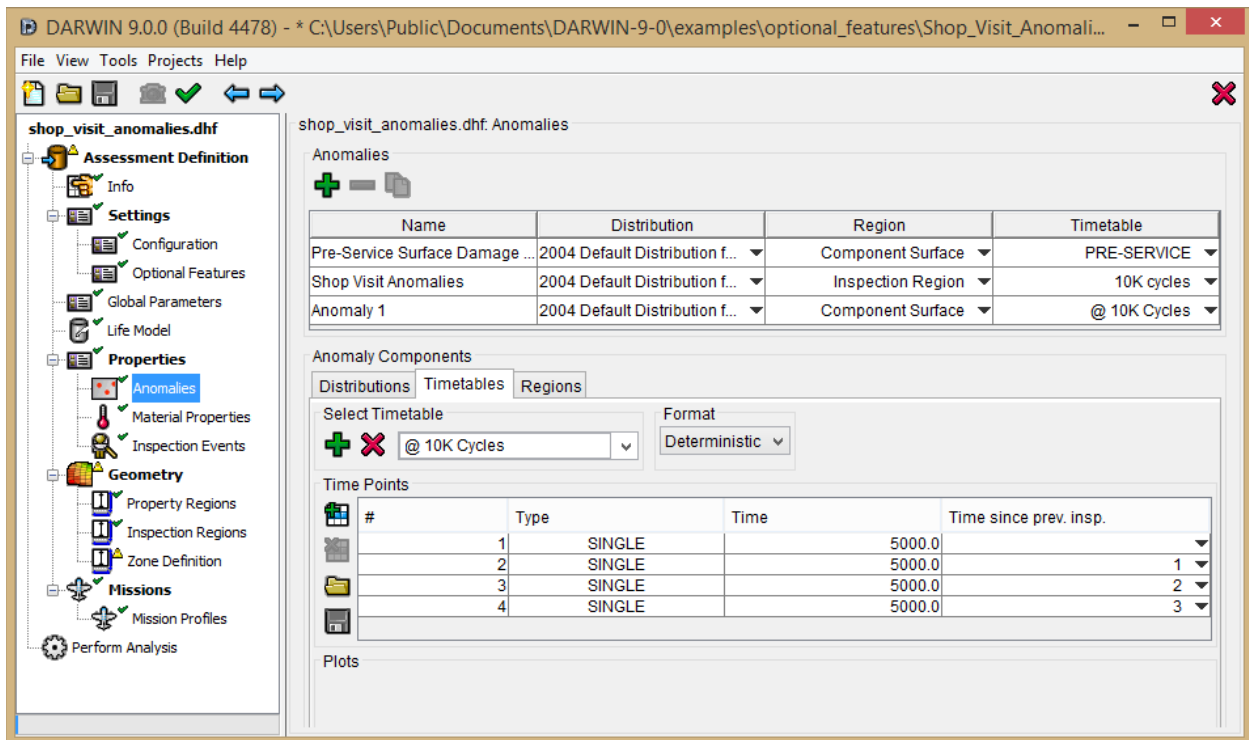 DARWIN 9.0.0 (Build 4478) - * C:\Users\Public\Documents\DARWIN-9-0\examples\optional_features\Shop_Visit_Anomali...
File View Tools Projects Help
shop_visit_anomalies.dhf
Assessment Definition
Info
Settings
Configuration
Optional Features
Global Parameters
Life Model
Properties
Anomalies
Material Properties
Inspection Events
Geometry
Property Regions
Inspection Regions
Zone Definition
Missions
Mission Profiles
Perform Analysis
shop_visit_anomalies.dhf: Anomalies
Anomalies
Name Distribution Region Timetable
Pre-Service Surface Damage ... 2004 Default Distribution f... Component Surface PRE-SERVICE
Shop Visit Anomalies 2004 Default Distribution f... Inspection Region 10K cycles
Anomaly 1 2004 Default Distribution f... Component Surface @ 10K Cycles
Anomaly Components
Distributions Timetables Regions
Select Timetable Format
@ 10K Cycles Deterministic
Time Points
# Type Time Time since prev. insp.
1 SINGLE 5000.0
2 SINGLE 5000.0 1
3 SINGLE 5000.0 2
4 SINGLE 5000.0 3
Plots